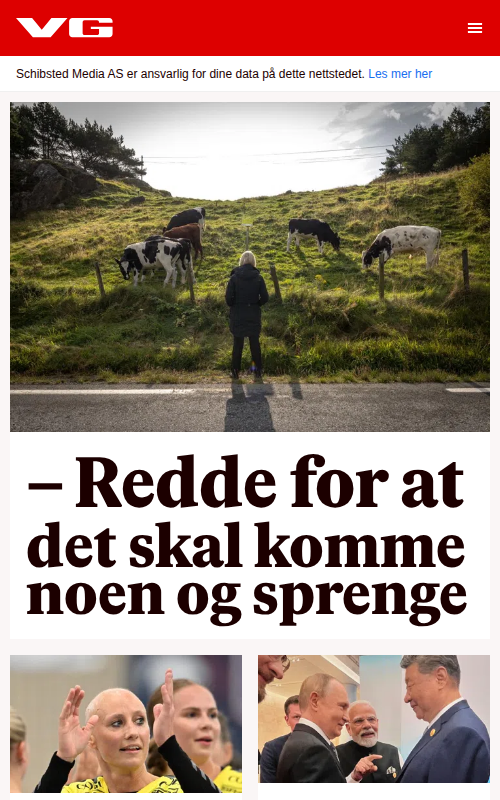 VG
Schibsted Media AS er ansvarlig for dine data på dette nettstedet. Les mer her
– Redde for at
det skal komme
noen og sprenge